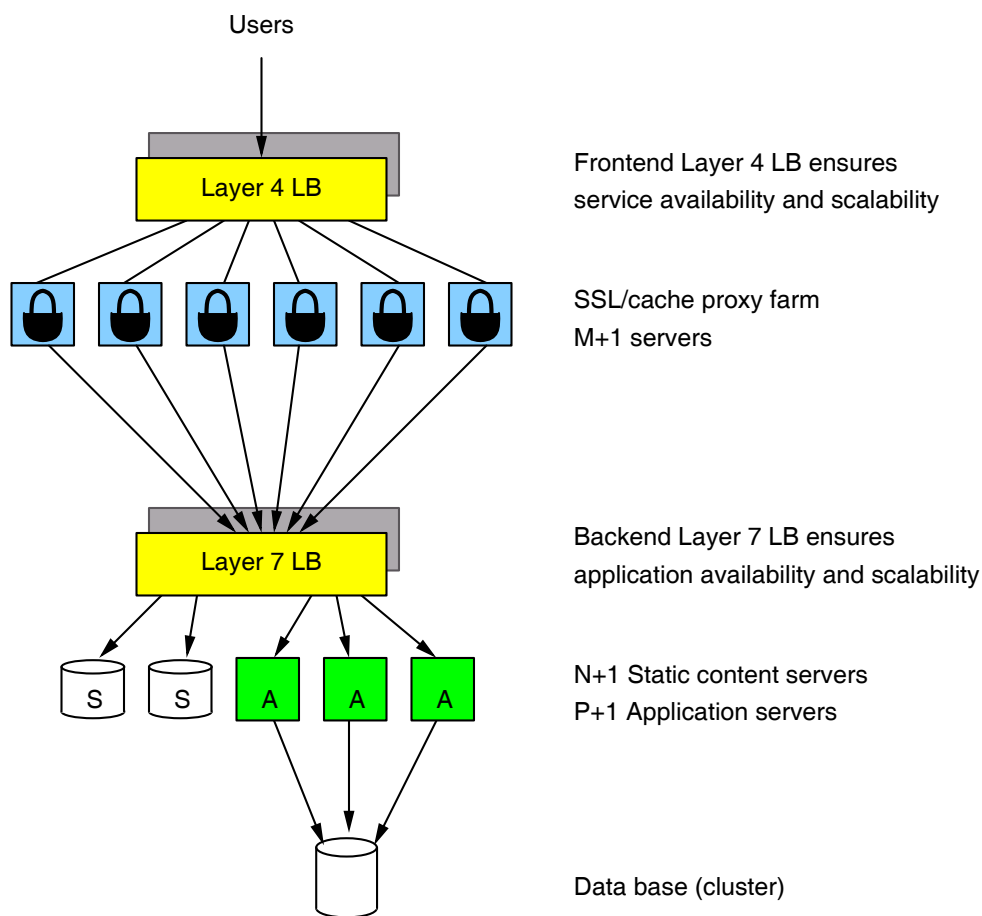 Users
Layer 4 LB
Frontend Layer 4 LB ensures
service availability and scalability
SSL/cache proxy farm
M+1 servers
Layer 7 LB
Backend Layer 7 LB ensures
application availability and scalability
S S A A A
N+1 Static content servers
P+1 Application servers
Data base (cluster)